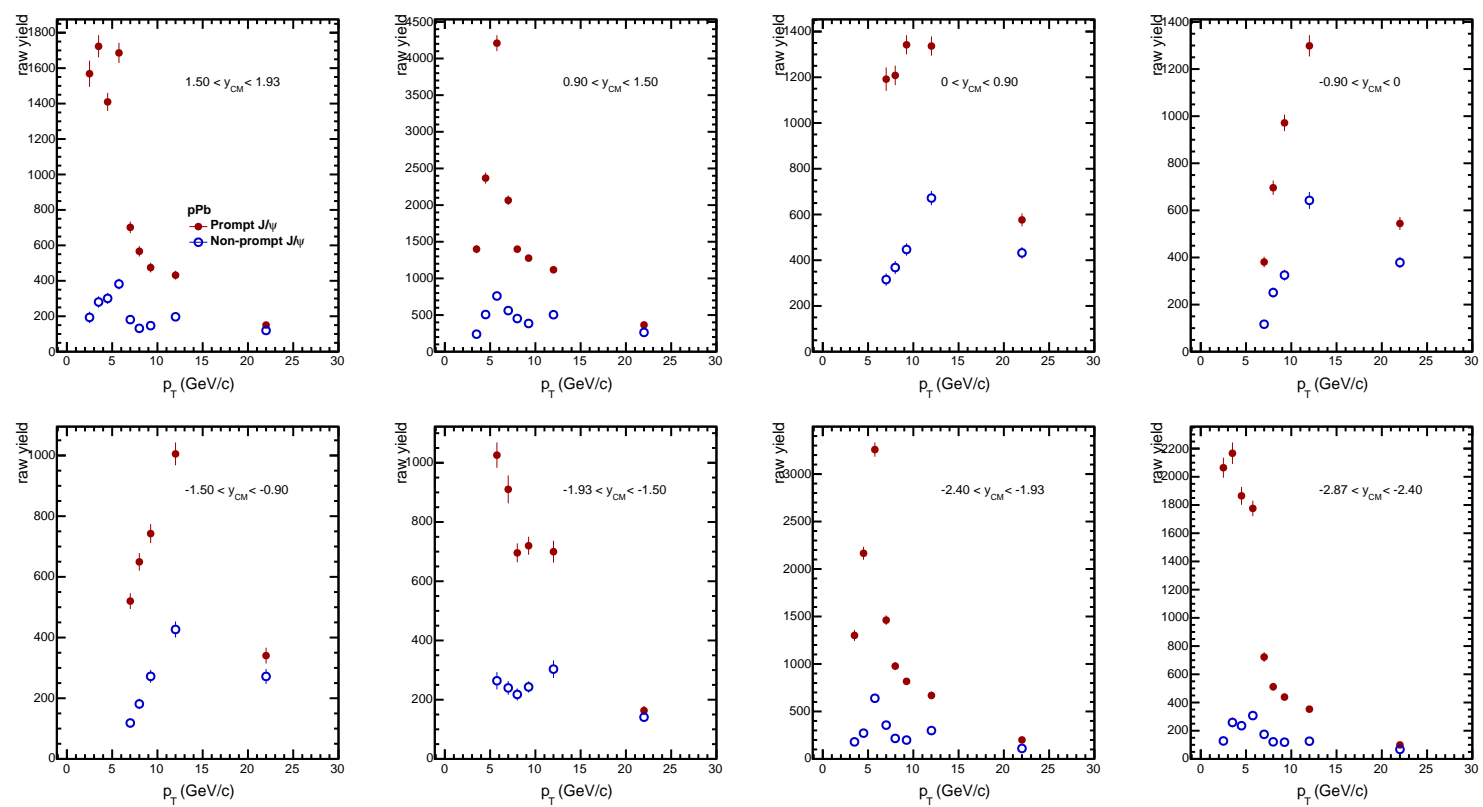 raw yield
1800
1600
1400
1200
1000
800
600
400
200
0
1.50 < y_CM < 1.93
pPb
Prompt J/ψ
Non-prompt J/ψ
0 5 10 15 20 25 30
p_T (GeV/c)
raw yield
4500
4000
3500
3000
2500
2000
1500
1000
500
0
0.90 < y_CM < 1.50
0 5 10 15 20 25 30
p_T (GeV/c)
raw yield
1400
1200
1000
800
600
400
200
0
0 < y_CM < 0.90
0 5 10 15 20 25 30
p_T (GeV/c)
raw yield
1400
1200
1000
800
600
400
200
0
-0.90 < y_CM < 0
0 5 10 15 20 25 30
p_T (GeV/c)
raw yield
1000
800
600
400
200
0
-1.50 < y_CM < -0.90
0 5 10 15 20 25 30
p_T (GeV/c)
raw yield
1000
800
600
400
200
0
-1.93 < y_CM < -1.50
0 5 10 15 20 25 30
p_T (GeV/c)
raw yield
3000
2500
2000
1500
1000
500
0
-2.40 < y_CM < -1.93
0 5 10 15 20 25 30
p_T (GeV/c)
raw yield
2200
2000
1800
1600
1400
1200
1000
800
600
400
200
0
-2.87 < y_CM < -2.40
0 5 10 15 20 25 30
p_T (GeV/c)